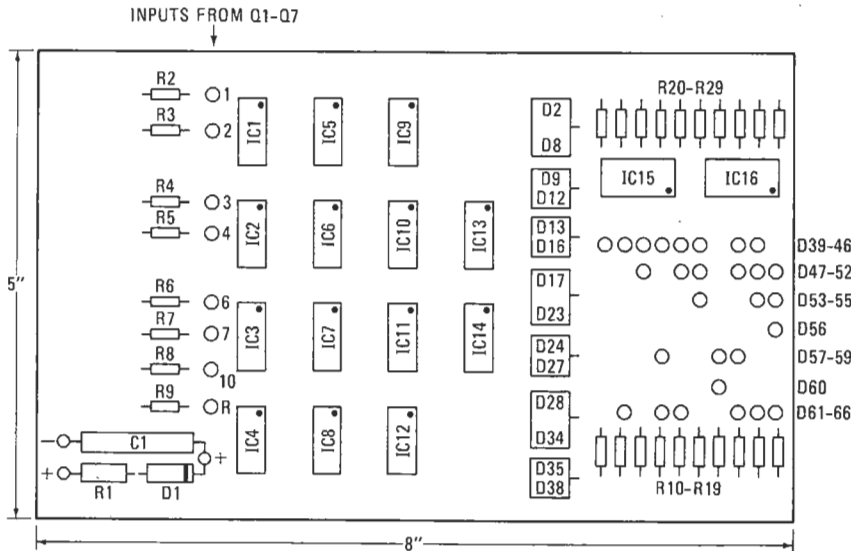 INPUTS FROM Q1-Q7
R2
1
R3
2
R4
3
R5
4
R6
6
R7
7
R8
10
R9
R
− C1 +
+ R1 D1
IC1
IC5
IC9
IC2
IC6
IC10
IC13
IC3
IC7
IC11
IC14
IC4
IC8
IC12
D2
D8
D9
D12
D13
D16
D17
D23
D24
D27
D28
D34
D35
D38
R20-R29
IC15
IC16
D39-46
D47-52
D53-55
D56
D57-59
D60
D61-66
R10-R19
5"
8"